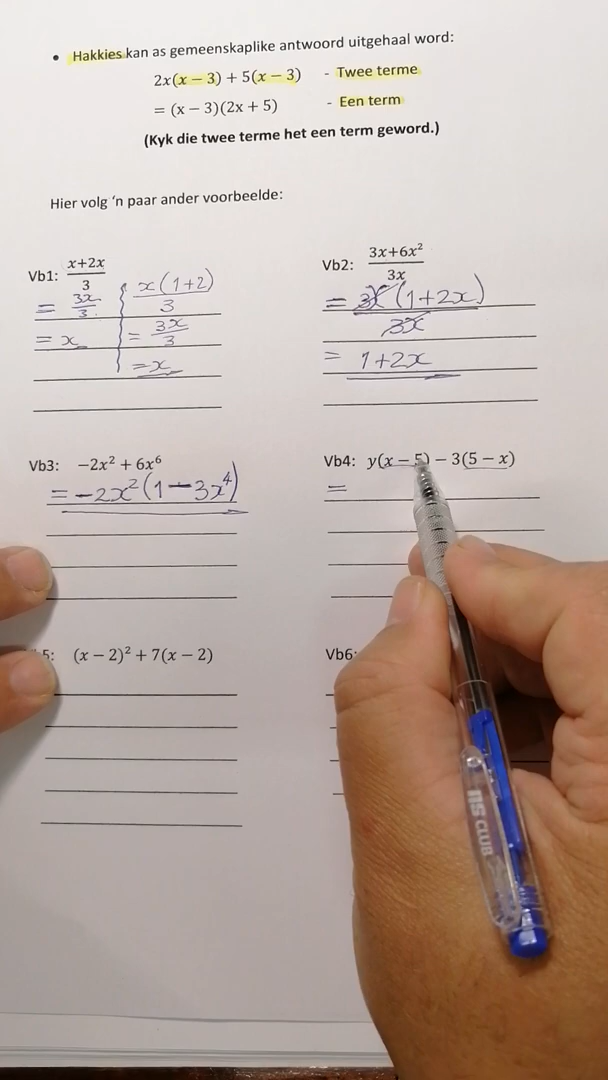 • Hakkies kan as gemeenskaplike antwoord uitgehaal word:
2x(x − 3) + 5(x − 3) - Twee terme
= (x − 3)(2x + 5) - Een term
(Kyk die twee terme het een term geword.)
Hier volg ‘n paar ander voorbeelde:
Vb1: x+2x / 3
= 3x / 3
= x
x(1+2) / 3
= 3x / 3
= x
Vb2: 3x+6x² / 3x
= 3x(1+2x) / 3x
= 1+2x
Vb3: −2x² + 6x⁶
= −2x²(1−3x⁴)
Vb4: y(x − 5) − 3(5 − x)
=
5: (x − 2)² + 7(x − 2)
Vb6:
NS CLUB